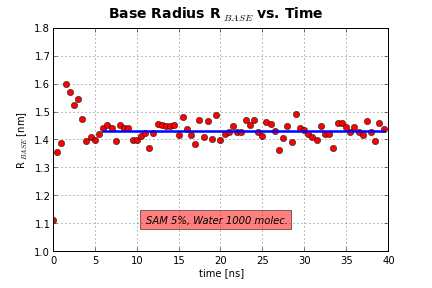 Base Radius R BASE vs. Time
1.8
1.7
1.6
1.5
1.4
1.3
1.2
1.1
1.0
R BASE [nm]
SAM 5%, Water 1000 molec.
0 5 10 15 20 25 30 35 40
time [ns]